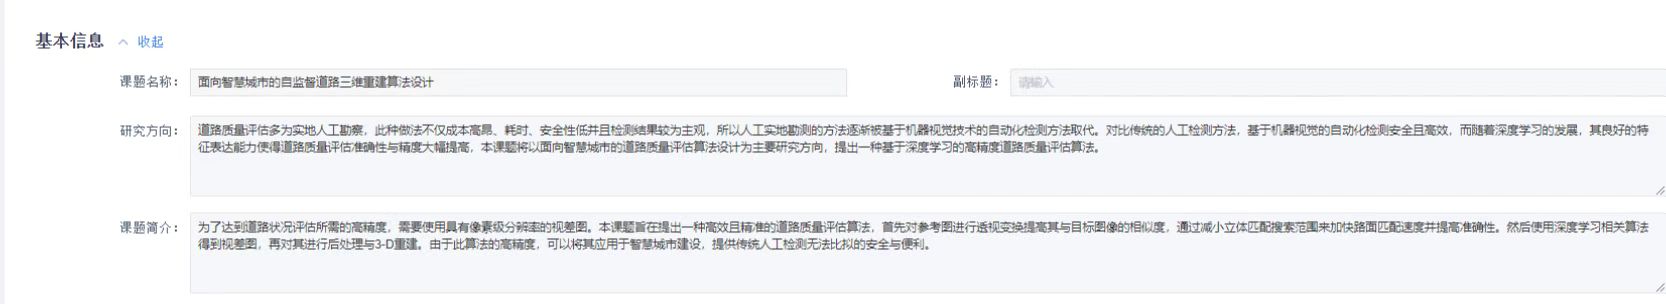 基本信息 收起
课题名称： 面向智慧城市的自监督道路三维重建算法设计 副标题： 请输入
研究方向： 道路质量评估多为实地人工勘察，此种做法不仅成本高昂、耗时、安全性低并且检测结果较为主观，所以人工实地勘测的方法逐渐被基于机器视觉技术的自动化检测方法取代。对比传统的人工检测方法，基于机器视觉的自动化检测安全且高效，而随着深度学习的发展，其良好的特
征表达能力使得道路质量评估准确性与精度大幅提高，本课题将以面向智慧城市的道路质量评估算法设计为主要研究方向，提出一种基于深度学习的高精度道路质量评估算法。
课题简介： 为了达到道路状况评估所需的高精度，需要使用具有像素级分辨率的视差图。本课题旨在提出一种高效且精准的道路质量评估算法，首先对参考图进行透视变换提高其与目标图像的相似度，通过减小立体匹配搜索范围来加快路面匹配速度并提高准确性。然后使用深度学习相关算法
得到视差图，再对其进行后处理与3-D重建。由于此算法的高精度，可以将其应用于智慧城市建设，提供传统人工检测无法比拟的安全与便利。